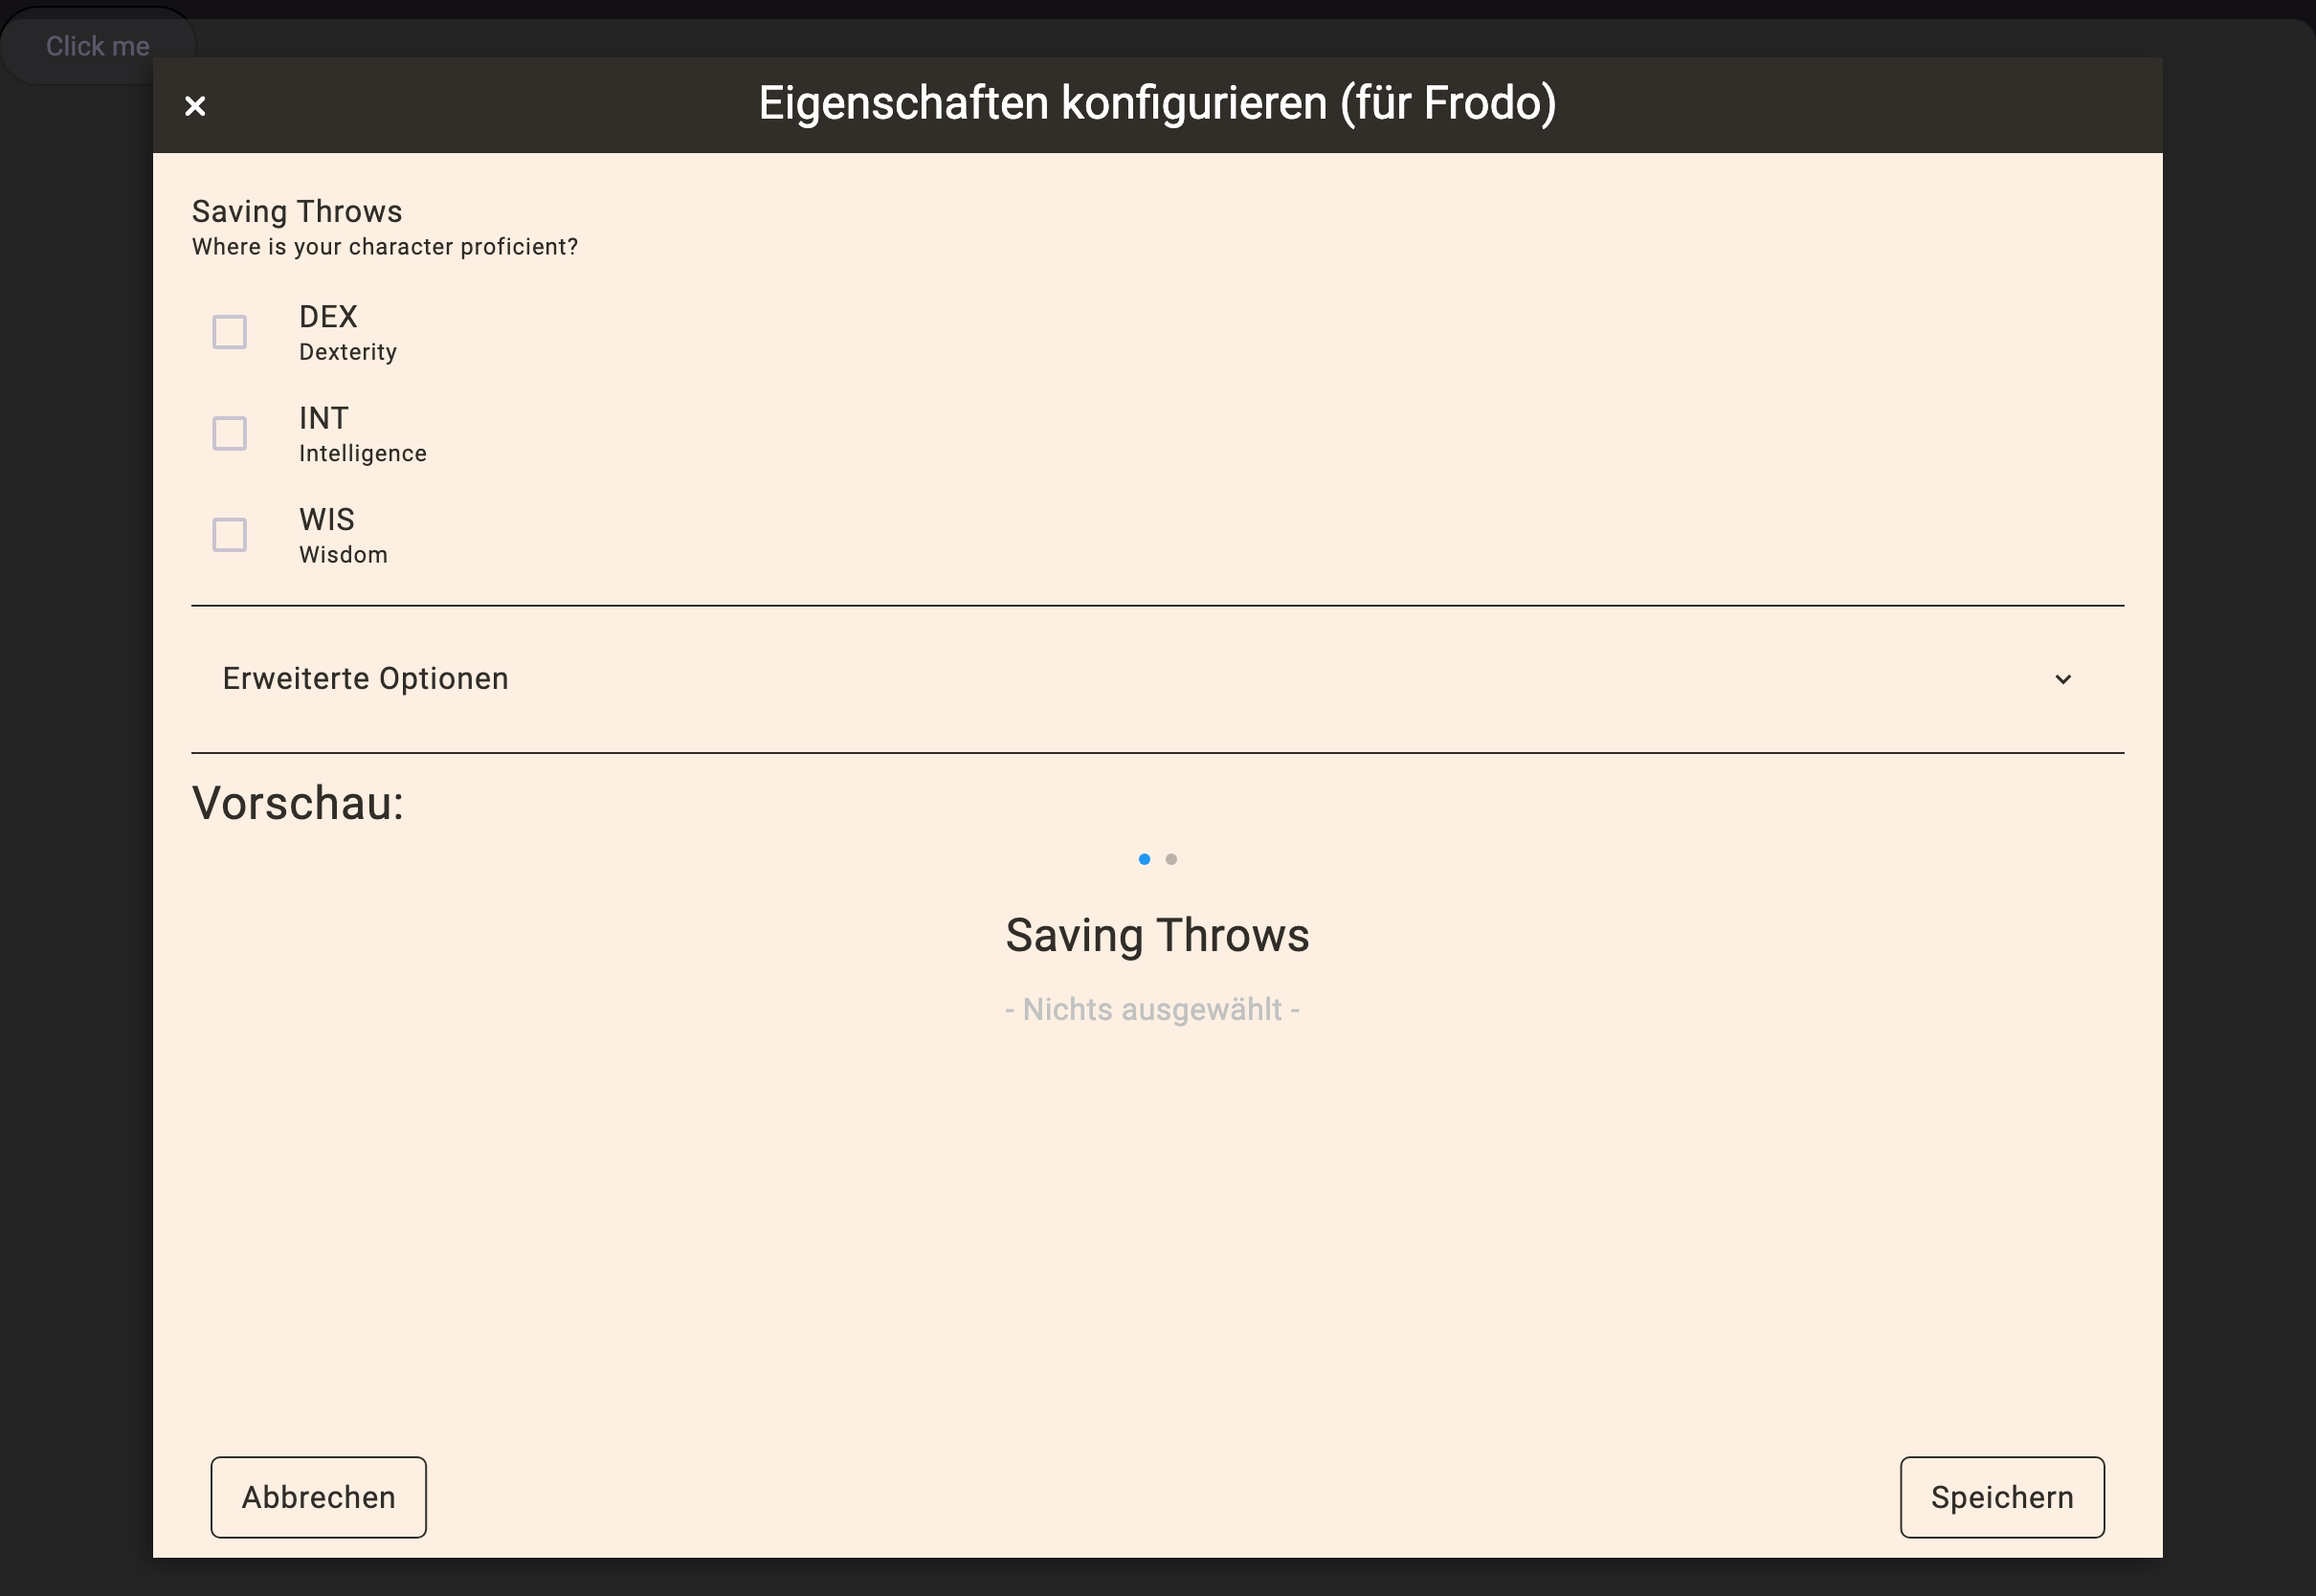 Click me
Eigenschaften konfigurieren (für Frodo)
Saving Throws
Where is your character proficient?
DEX
Dexterity
INT
Intelligence
WIS
Wisdom
Erweiterte Optionen
Vorschau:
Saving Throws
- Nichts ausgewählt -
Abbrechen
Speichern